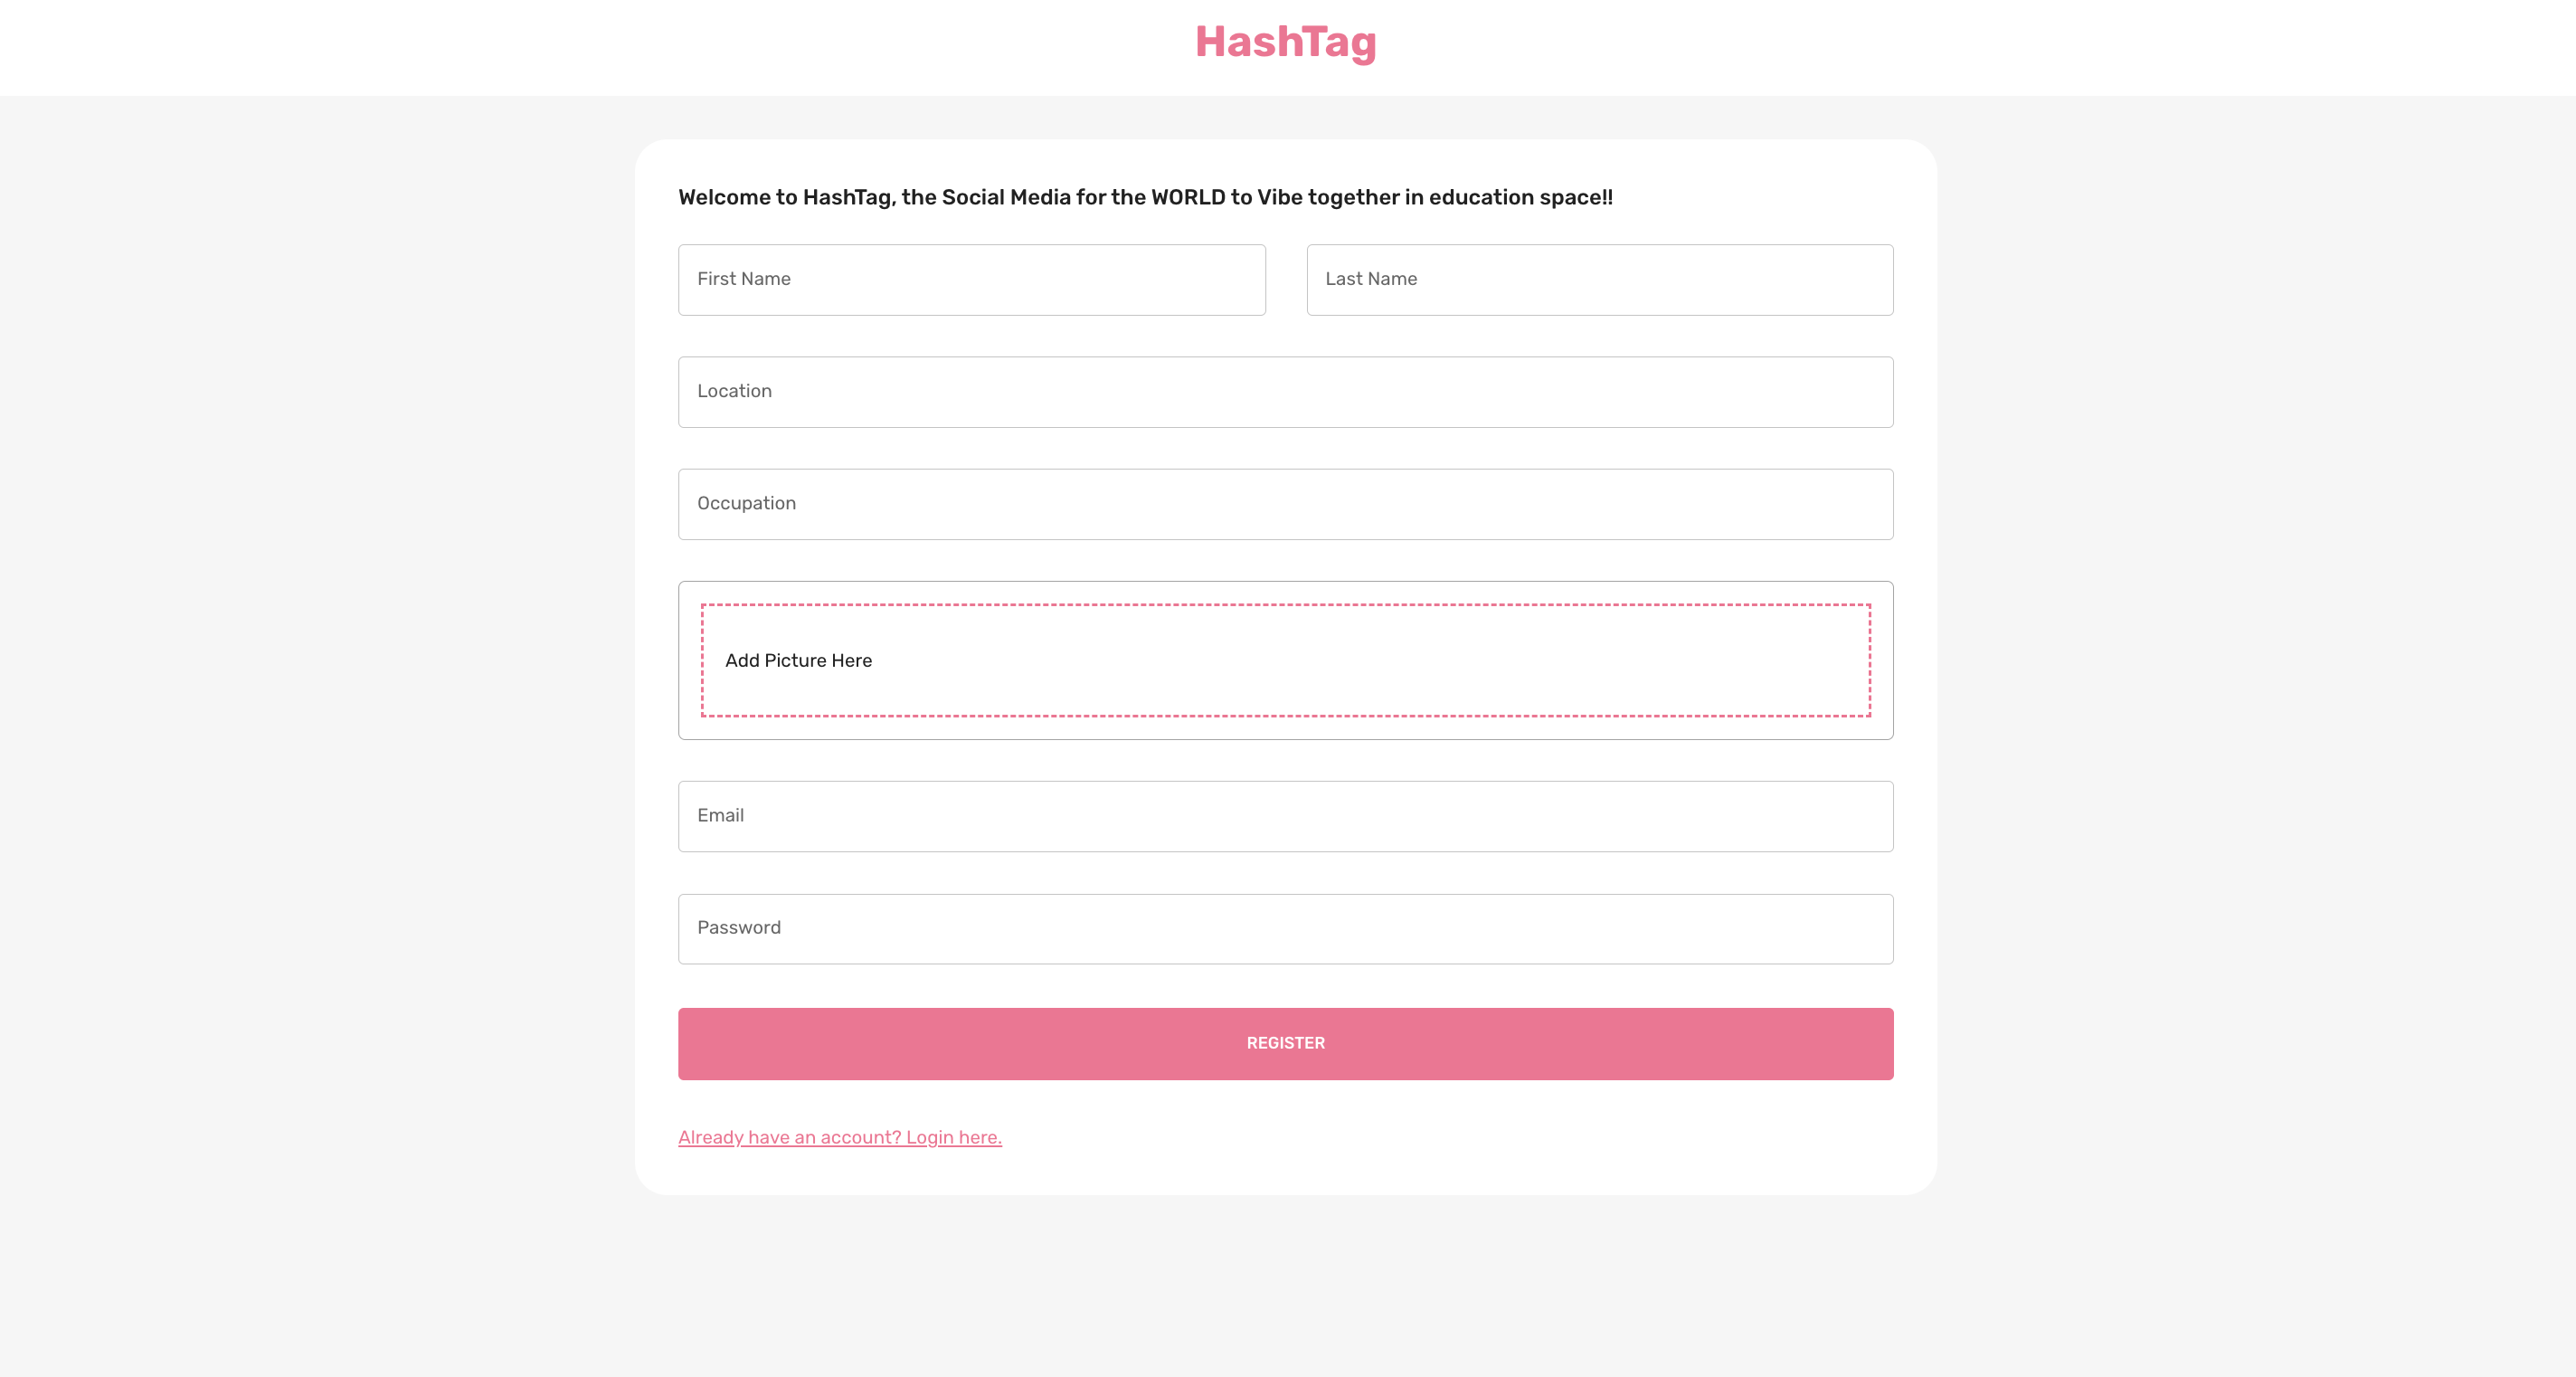 HashTag
Welcome to HashTag, the Social Media for the WORLD to Vibe together in education space!!
First Name
Last Name
Location
Occupation
Add Picture Here
Email
Password
REGISTER
Already have an account? Login here.